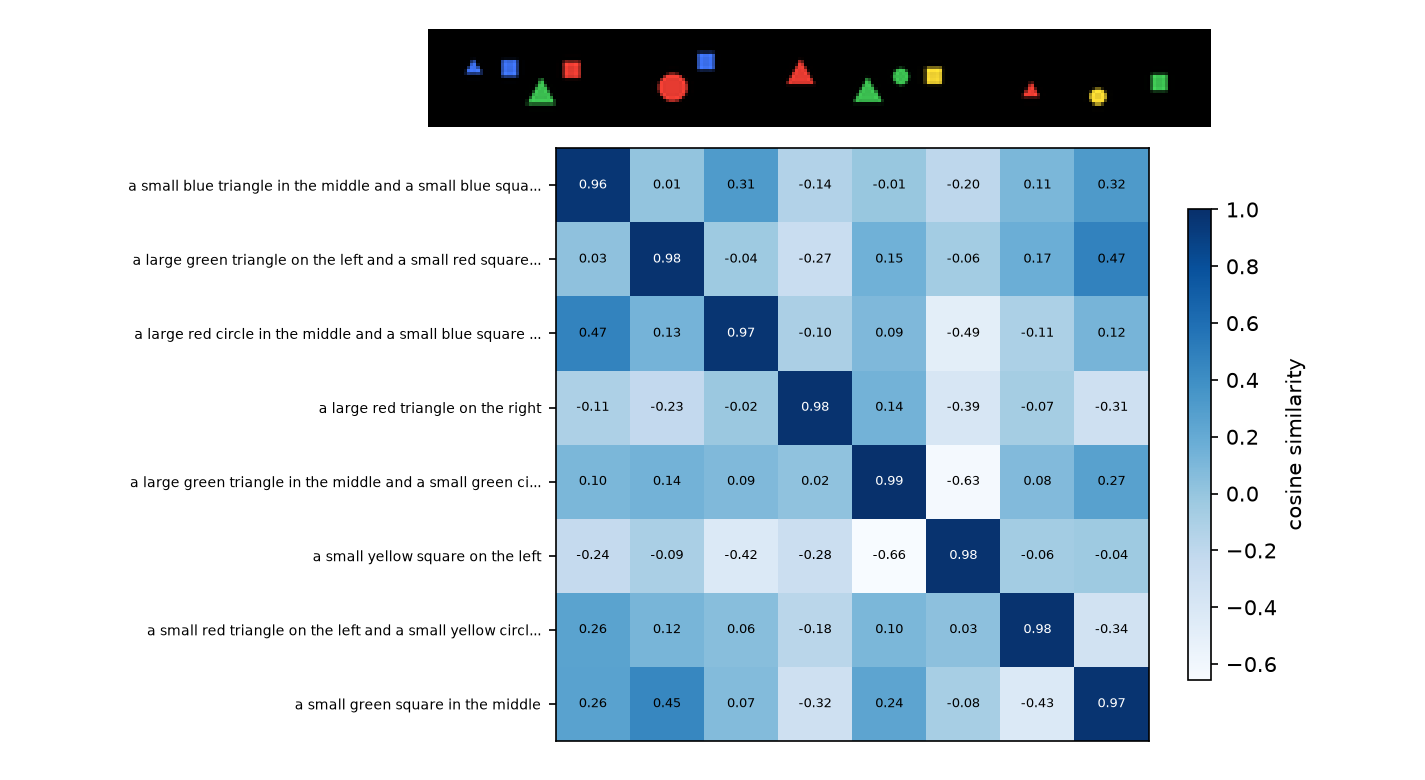 a small blue triangle in the middle and a small blue squa... 0.96 0.01 0.31 -0.14 -0.01 -0.20 0.11 0.32
a large green triangle on the left and a small red square... 0.03 0.98 -0.04 -0.27 0.15 -0.06 0.17 0.47
a large red circle in the middle and a small blue square ... 0.47 0.13 0.97 -0.10 0.09 -0.49 -0.11 0.12
a large red triangle on the right -0.11 -0.23 -0.02 0.98 0.14 -0.39 -0.07 -0.31
a large green triangle in the middle and a small green ci... 0.10 0.14 0.09 0.02 0.99 -0.63 0.08 0.27
a small yellow square on the left -0.24 -0.09 -0.42 -0.28 -0.66 0.98 -0.06 -0.04
a small red triangle on the left and a small yellow circl... 0.26 0.12 0.06 -0.18 0.10 0.03 0.98 -0.34
a small green square in the middle 0.26 0.45 0.07 -0.32 0.24 -0.08 -0.43 0.97
1.0
0.8
0.6
0.4
0.2
0.0
−0.2
−0.4
−0.6
cosine similarity